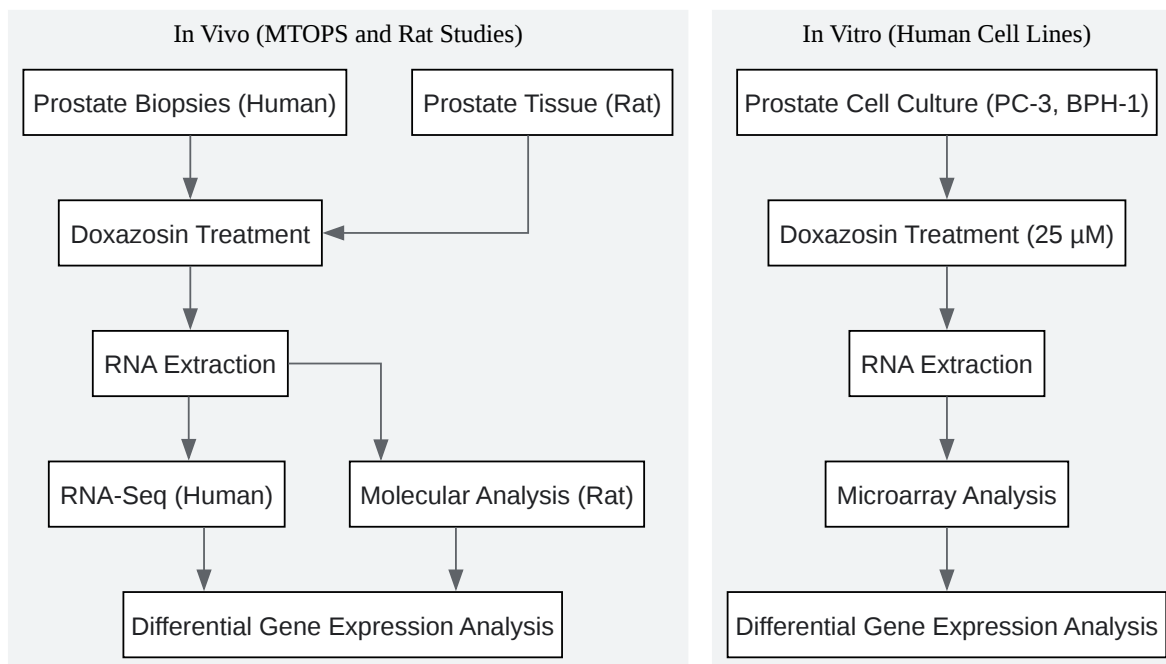 In Vivo (MTOPS and Rat Studies)
Prostate Biopsies (Human)
Prostate Tissue (Rat)
Doxazosin Treatment
RNA Extraction
RNA-Seq (Human)
Molecular Analysis (Rat)
Differential Gene Expression Analysis
In Vitro (Human Cell Lines)
Prostate Cell Culture (PC-3, BPH-1)
Doxazosin Treatment (25 µM)
RNA Extraction
Microarray Analysis
Differential Gene Expression Analysis